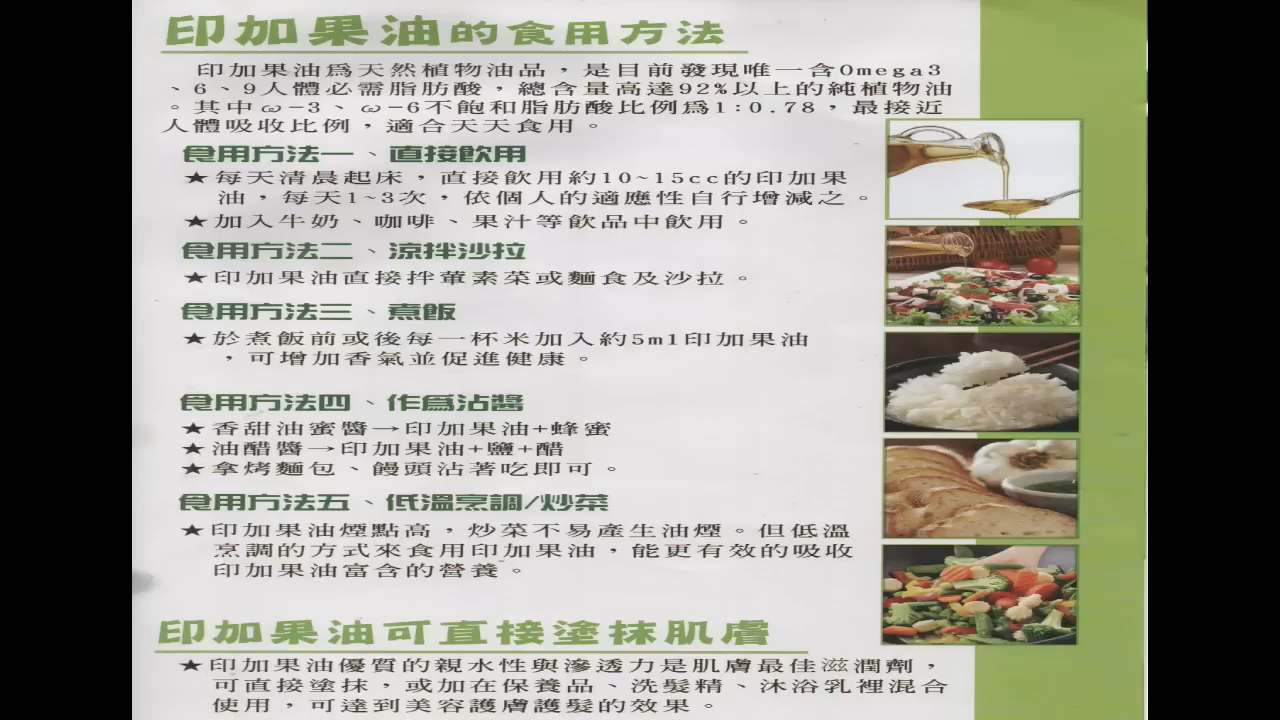 印加果油的食用方法
印加果油為天然植物油品，是目前發現唯一含Omega3
、6、9人體必需脂肪酸，總含量高達92%以上的純植物油
。其中ω-3、ω-6不飽和脂肪酸比例為1:0.78，最接近
人體吸收比例，適合天天食用。
食用方法一、直接飲用
★每天清晨起床，直接飲用約10~15cc的印加果
油，每天1~3次，依個人的適應性自行增減之。
★加入牛奶、咖啡、果汁等飲品中飲用。
食用方法二、涼拌沙拉
★印加果油直接拌葷素菜或麵食及沙拉。
食用方法三、煮飯
★於煮飯前或後每一杯米加入約5ml印加果油
，可增加香氣並促進健康。
食用方法四、作為沾醬
★香甜油蜜醬→印加果油+蜂蜜
★油醋醬→印加果油+鹽+醋
★拿烤麵包、饅頭沾著吃即可。
食用方法五、低溫烹調/炒菜
★印加果油煙點高，炒菜不易產生油煙。但低溫
烹調的方式來食用印加果油，能更有效的吸收
印加果油富含的營養。
印加果油可直接塗抹肌膚
★印加果油優質的親水性與滲透力是肌膚最佳滋潤劑，
可直接塗抹，或加在保養品、洗髮精、沐浴乳裡混合
使用，可達到美容護膚護髮的效果。